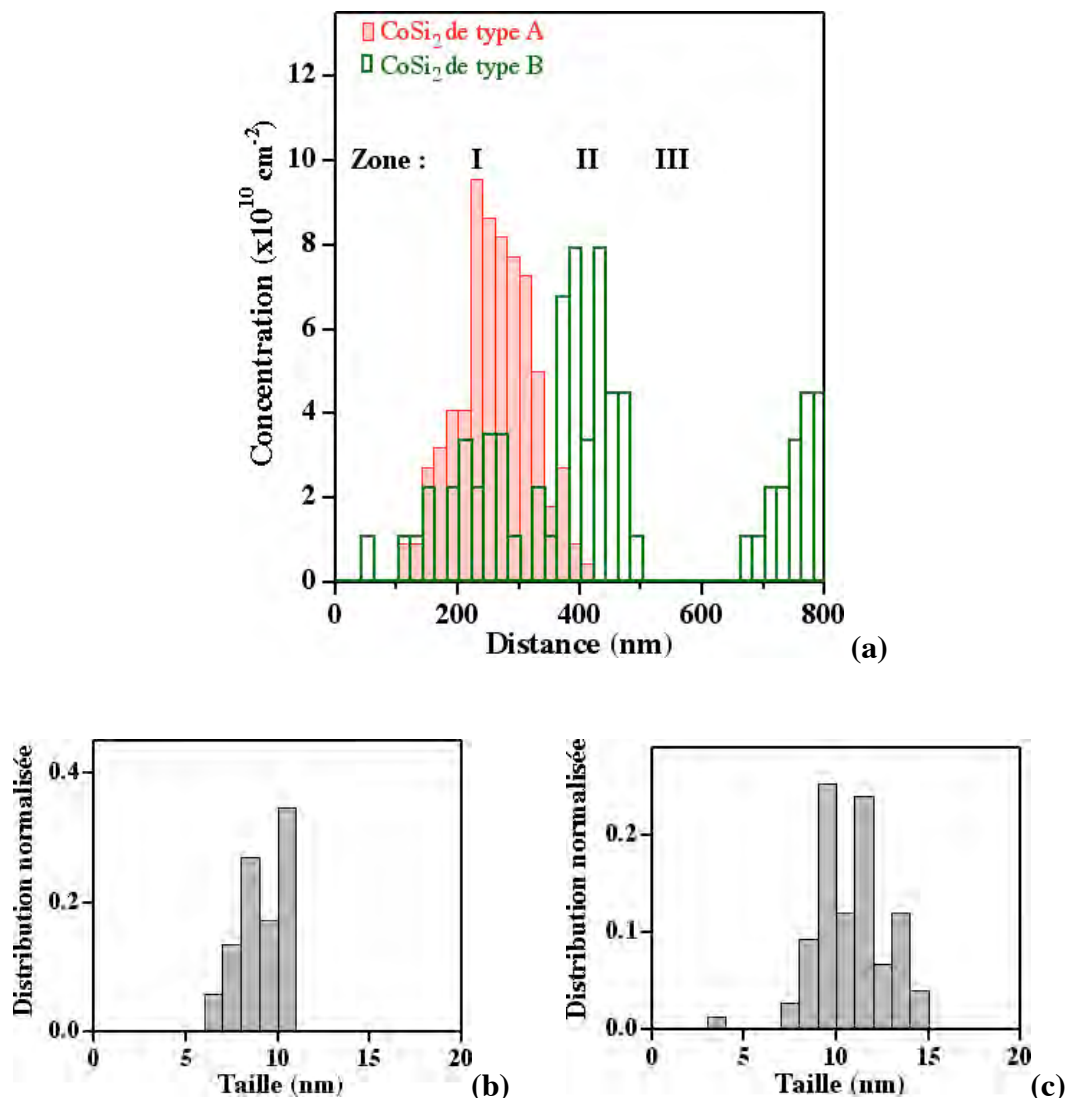 CoSi₂ de type A
CoSi₂ de type B
Zone : I II III
Concentration (x10¹⁰ cm⁻²)
12
10
8
6
4
2
0
0 200 400 600 800
Distance (nm)
(a)
Distribution normalisée
0.4
0.2
0.0
0 5 10 15 20
Taille (nm)
(b)
Distribution normalisée
0.2
0.1
0.0
0 5 10 15 20
Taille (nm)
(c)